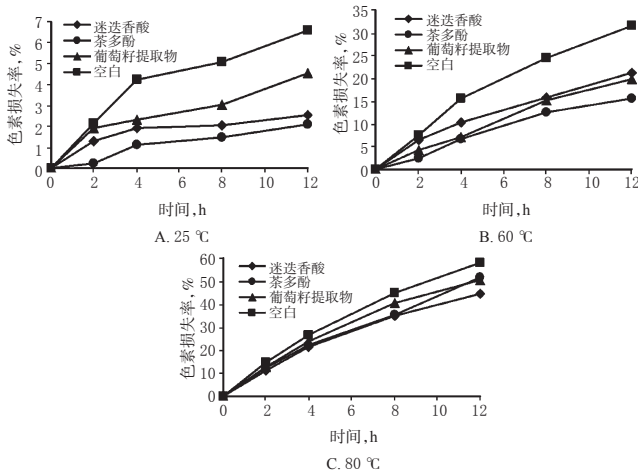 色素损失率, %
7
6
5
4
3
2
1
0
迷迭香酸
茶多酚
葡萄籽提取物
空白
0 2 4 6 8 10 12
时间, h
A. 25 ℃
色素损失率, %
35
30
25
20
15
10
5
0
迷迭香酸
茶多酚
葡萄籽提取物
空白
0 2 4 6 8 10 12
时间, h
B. 60 ℃
色素损失率, %
60
50
40
30
20
10
0
迷迭香酸
茶多酚
葡萄籽提取物
空白
0 2 4 6 8 10 12
时间, h
C. 80 ℃